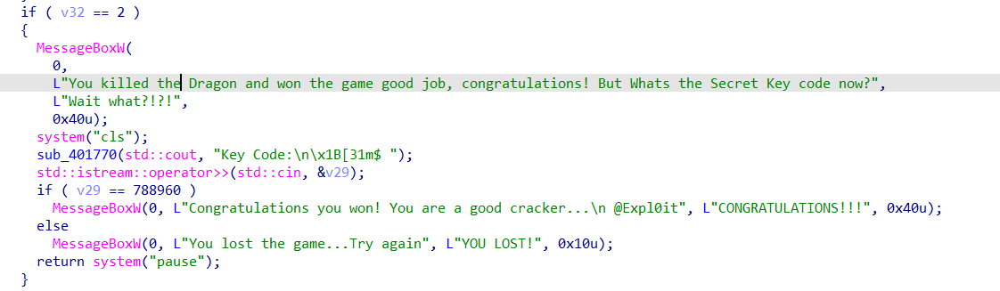 if ( v32 == 2 )
{
MessageBoxW(
0,
L"You killed the Dragon and won the game good job, congratulations! But Whats the Secret Key code now?",
L"Wait what?!?!",
0x40u);
system("cls");
sub_401770(std::cout, "Key Code:\n\x1B[31m$ ");
std::istream::operator>>(std::cin, &v29);
if ( v29 == 788960 )
MessageBoxW(0, L"Congratulations you won! You are a good cracker...\n @Expl0it", L"CONGRATULATIONS!!!", 0x40u);
else
MessageBoxW(0, L"You lost the game...Try again", L"YOU LOST!", 0x10u);
return system("pause");
}